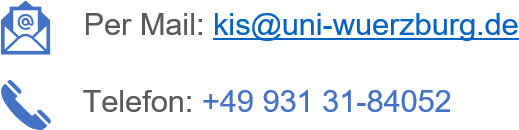 Per Mail: kis@uni-wuerzburg.de
Telefon: +49 931 31-84052